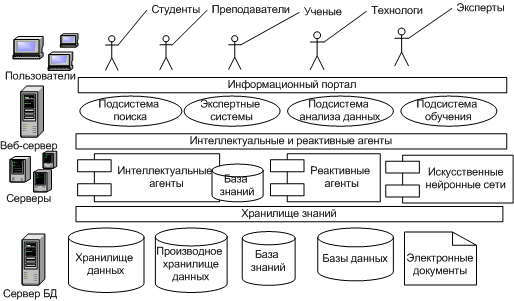 Студенты
Преподаватели
Ученые
Технологи
Эксперты
Пользователи
Информационный портал
Подсистема
поиска
Экспертные
системы
Подсистема
анализа данных
Подсистема
обучения
Веб-сервер
Интеллектуальные и реактивные агенты
Интеллектуальные
агенты
База
знаний
Реактивные
агенты
Искусственные
нейронные сети
Серверы
Хранилище знаний
Хранилище
данных
Производное
хранилище
данных
База
знаний
Базы данных
Электронные
документы
Сервер БД